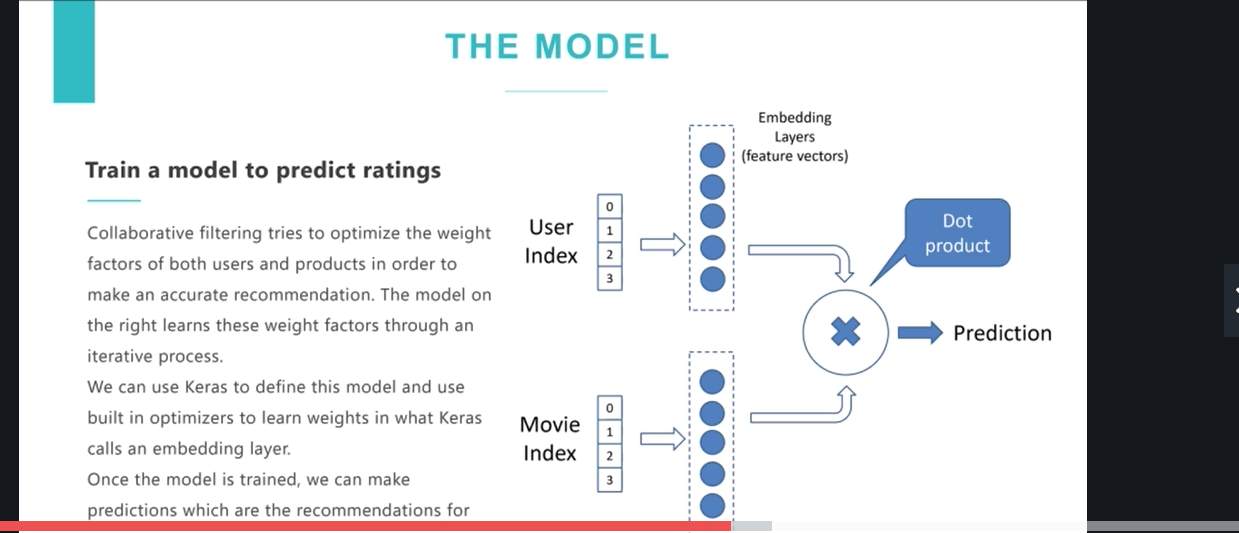 THE MODEL
Train a model to predict ratings
Collaborative filtering tries to optimize the weight
factors of both users and products in order to
make an accurate recommendation. The model on
the right learns these weight factors through an
iterative process.
We can use Keras to define this model and use
built in optimizers to learn weights in what Keras
calls an embedding layer.
Once the model is trained, we can make
predictions which are the recommendations for
Embedding
Layers
(feature vectors)
User
Index
0
1
2
3
Dot
product
Prediction
Movie
Index
0
1
2
3